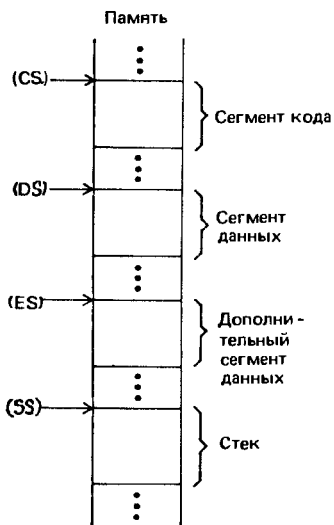 Память
(CS)
Сегмент кода
(DS)
Сегмент
данных
(ES)
Дополни-
тельный
сегмент
данных
(SS)
Стек